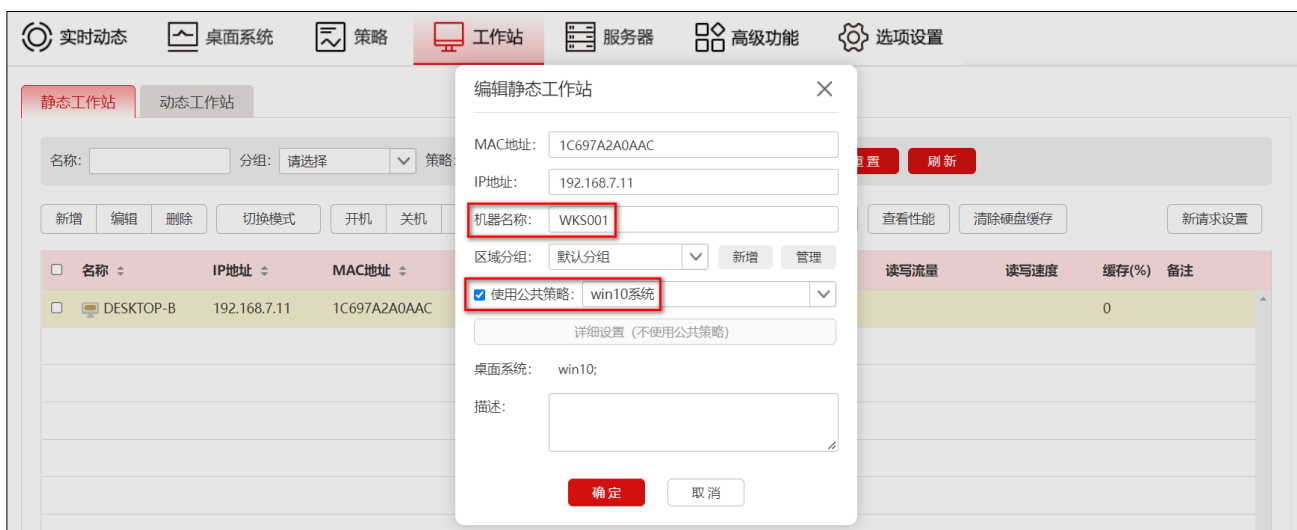 实时动态 桌面系统 策略 工作站 服务器 高级功能 选项设置
静态工作站 动态工作站
名称: 分组: 请选择 策略: 重置 刷新
新增 编辑 删除 切换模式 开机 关机 查看性能 清除硬盘缓存 新请求设置
名称 IP地址 MAC地址 读写流量 读写速度 缓存(%) 备注
DESKTOP-B 192.168.7.11 1C697A2A0AAC 0
编辑静态工作站
MAC地址: 1C697A2A0AAC
IP地址: 192.168.7.11
机器名称: WKS001
区域分组: 默认分组 新增 管理
使用公共策略: win10系统
详细设置（不使用公共策略）
桌面系统: win10;
描述:
确定 取消